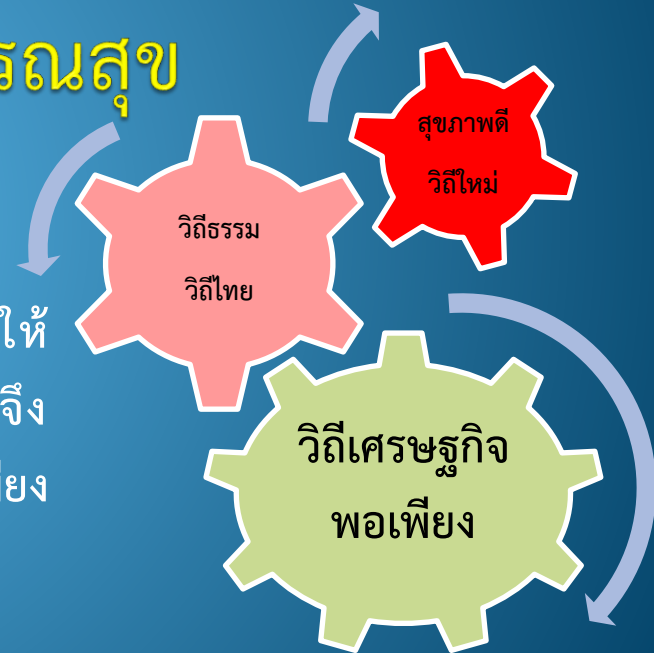 รณสุข
สุขภาพดี
วิถีใหม่
วิถีธรรม
วิถีไทย
ให้
จึง
พียง
วิถีเศรษฐกิจ
พอเพียง